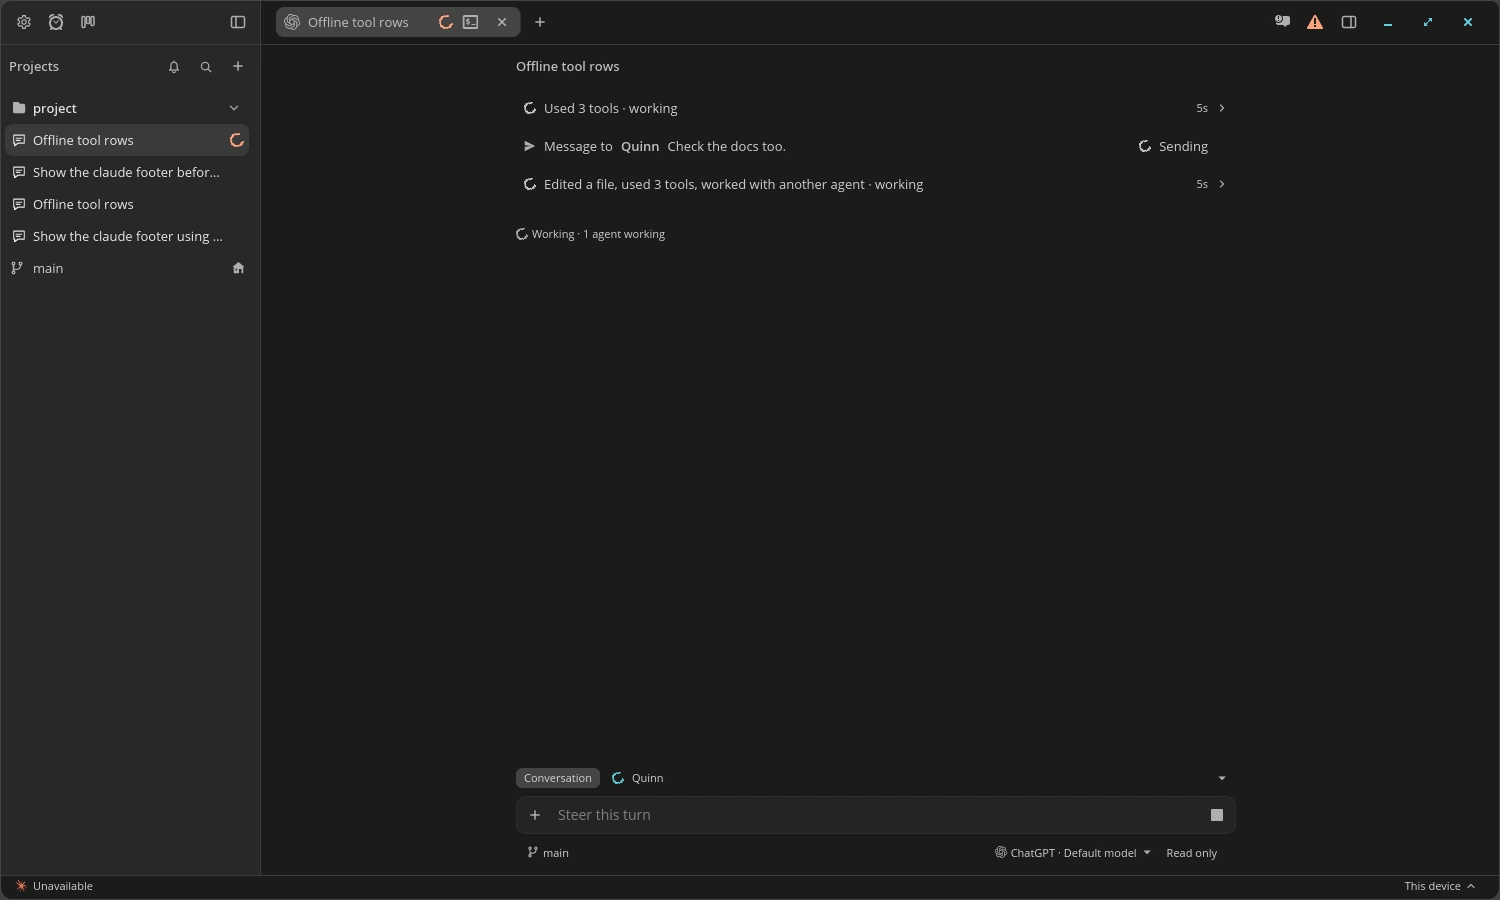 Offline tool rows
Projects
project
Offline tool rows
Show the claude footer befor...
Offline tool rows
Show the claude footer using ...
main
Offline tool rows
Used 3 tools · working 5s
Message to Quinn Check the docs too. Sending
Edited a file, used 3 tools, worked with another agent · working 5s
Working · 1 agent working
Conversation Quinn
Steer this turn
main ChatGPT · Default model Read only
Unavailable This device